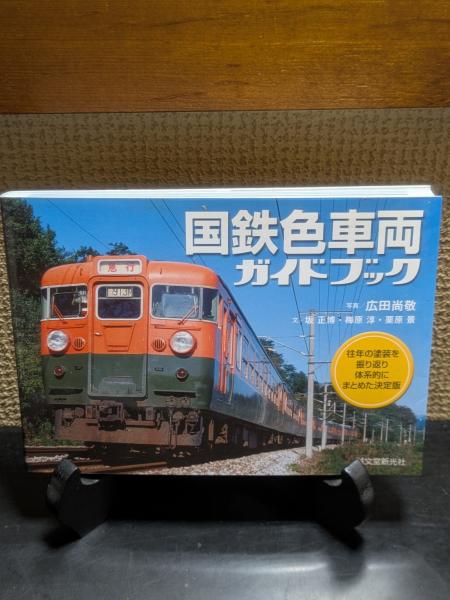 国鉄色車両
ガイドブック
写真 広田尚敬
文 坂 正博・梅原 淳・栗原 景
往年の塗装を
振り返り
体系的に
まとめた決定版
急行
誠文堂新光社